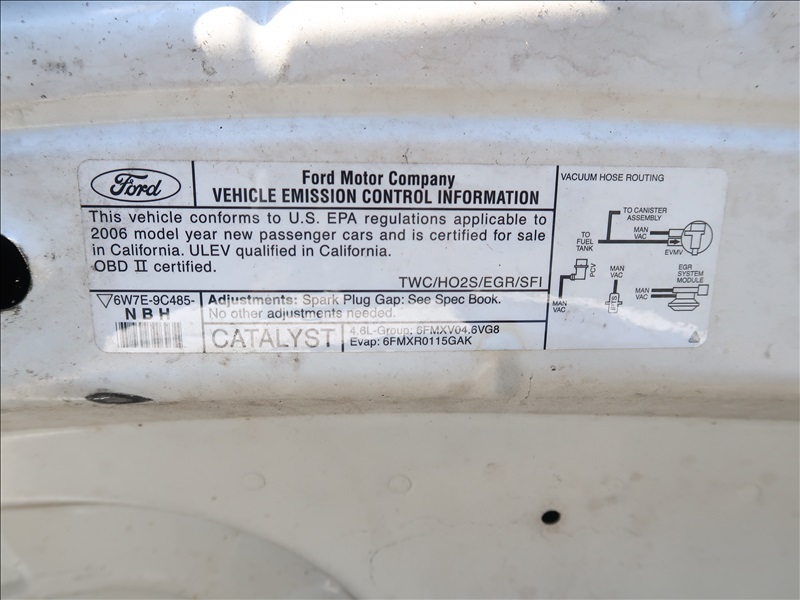 Ford
Ford Motor Company
VEHICLE EMISSION CONTROL INFORMATION
This vehicle conforms to U.S. EPA regulations applicable to
2006 model year new passenger cars and is certified for sale
in California. ULEV qualified in California.
OBD II certified.
TWC/HO2S/EGR/SFI
6W7E-9C485-
NBH
Adjustments: Spark Plug Gap: See Spec Book.
No other adjustments needed.
CATALYST
4.6L-Group: 6FMXV04.6VG8
Evap: 6FMXR0115GAK
VACUUM HOSE ROUTING
TO CANISTER
ASSEMBLY
TO
FUEL
TANK
MAN
VAC
EVMV
PCV
MAN
VAC
MAN
VAC
FTS
MAN
VAC
EGR
SYSTEM
MODULE